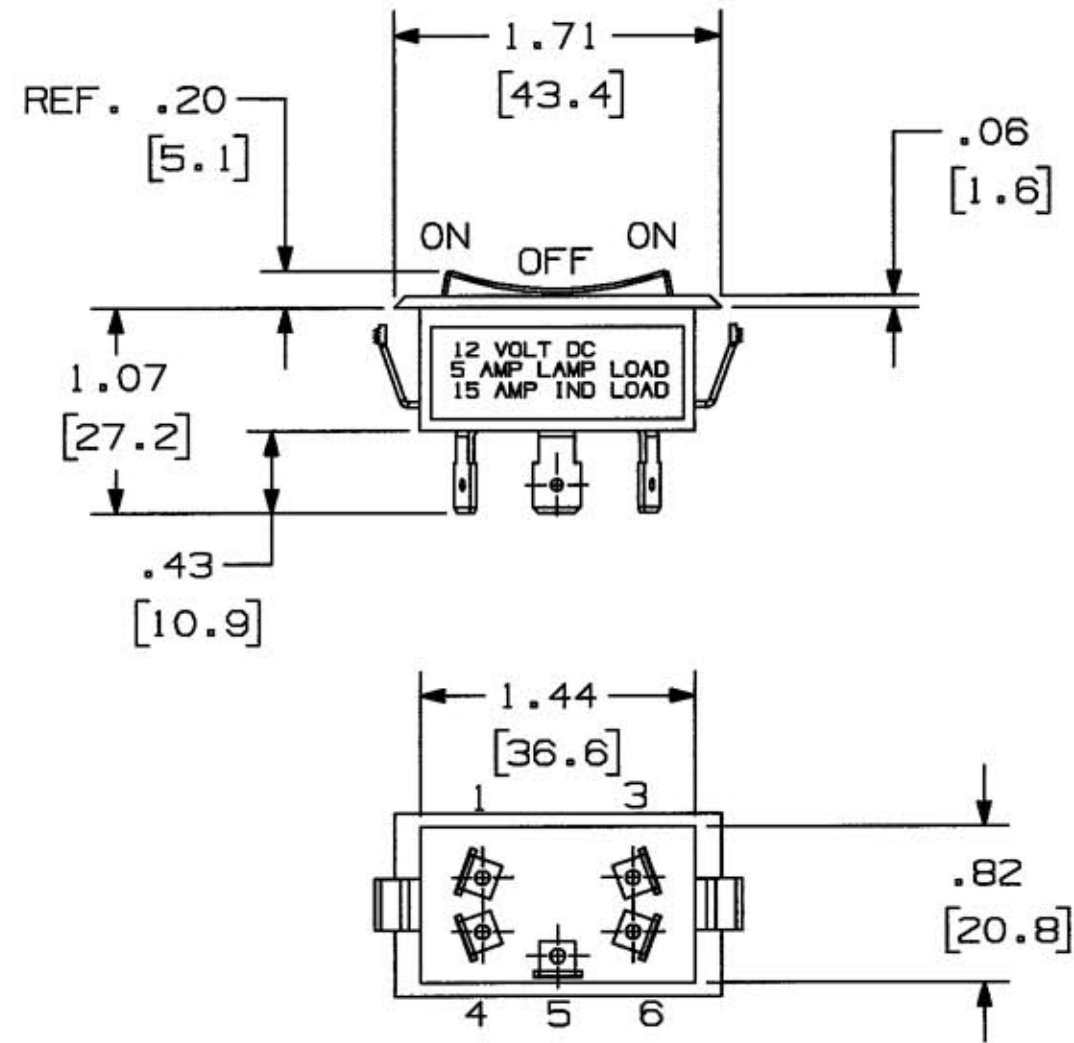 1.71
[43.4]
REF. .20
[5.1]
.06
[1.6]
ON OFF ON
12 VOLT DC
5 AMP LAMP LOAD
15 AMP IND LOAD
1.07
[27.2]
.43
[10.9]
1.44
[36.6]
1 3
.82
[20.8]
4 5 6